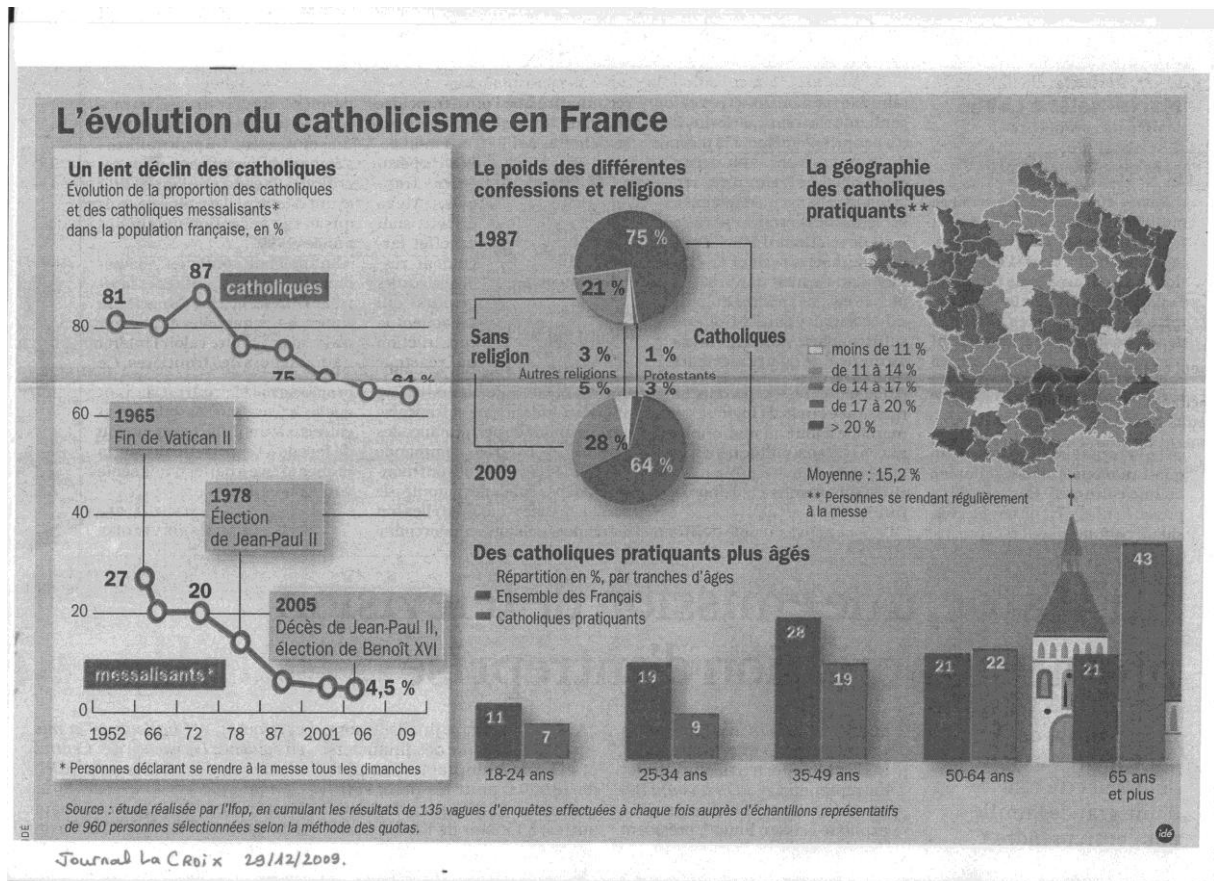 L'évolution du catholicisme en France
Un lent déclin des catholiques
Évolution de la proportion des catholiques
et des catholiques messalisants*
dans la population française, en %
87
catholiques
81
80
75
64 %
60
1965
Fin de Vatican II
1978
Élection
de Jean-Paul II
40
27
20
20
2005
Décès de Jean-Paul II,
élection de Benoît XVI
messalisants*
4,5 %
0
1952 66 72 78 87 2001 06 09
* Personnes déclarant se rendre à la messe tous les dimanches
Le poids des différentes
confessions et religions
1987
75 %
21 %
Sans
religion
Catholiques
3 %
Autres religions
1 %
Protestants
5 %
3 %
28 %
64 %
2009
La géographie
des catholiques
pratiquants**
moins de 11 %
de 11 à 14 %
de 14 à 17 %
de 17 à 20 %
> 20 %
Moyenne : 15,2 %
** Personnes se rendant régulièrement
à la messe
Des catholiques pratiquants plus âgés
Répartition en %, par tranches d'âges
Ensemble des Français
Catholiques pratiquants
11 7
19 9
28 19
21 22
21 43
18-24 ans
25-34 ans
35-49 ans
50-64 ans
65 ans
et plus
Source : étude réalisée par l'Ifop, en cumulant les résultats de 135 vagues d'enquêtes effectuées à chaque fois auprès d'échantillons représentatifs
de 960 personnes sélectionnées selon la méthode des quotas.
IDÉ
idé
Journal La CRoix 29/12/2009.